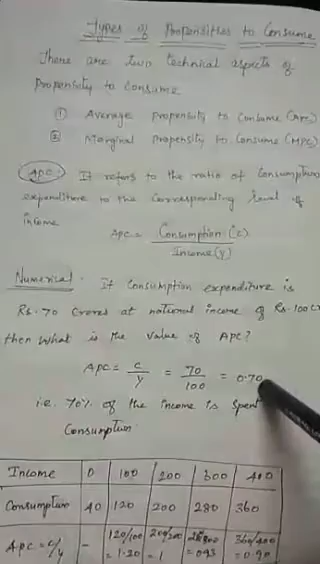 Types of Propensities to Consume
There are two technical aspects of
Propensity to Consume
① Average Propensity to Consume (APC)
② Marginal Propensity to Consume (MPC)
APC: It refers to the ratio of Consumption
expenditure to the Corresponding level of
income
APC = Consumption (C)
Income (Y)
Numerical: If Consumption expenditure is
Rs. 70 Crores at national income of Rs. 100 Cr
then What is the Value of APC?
APC = C/Y = 70/100 = 0.70
i.e. 70% of the income is Spent
Consumption
Income 0 100 200 300 400
Consumption 40 120 200 280 360
APC = C/Y - 120/100 = 1.20 200/200 = 1 = 0.93 360/400 = 0.90